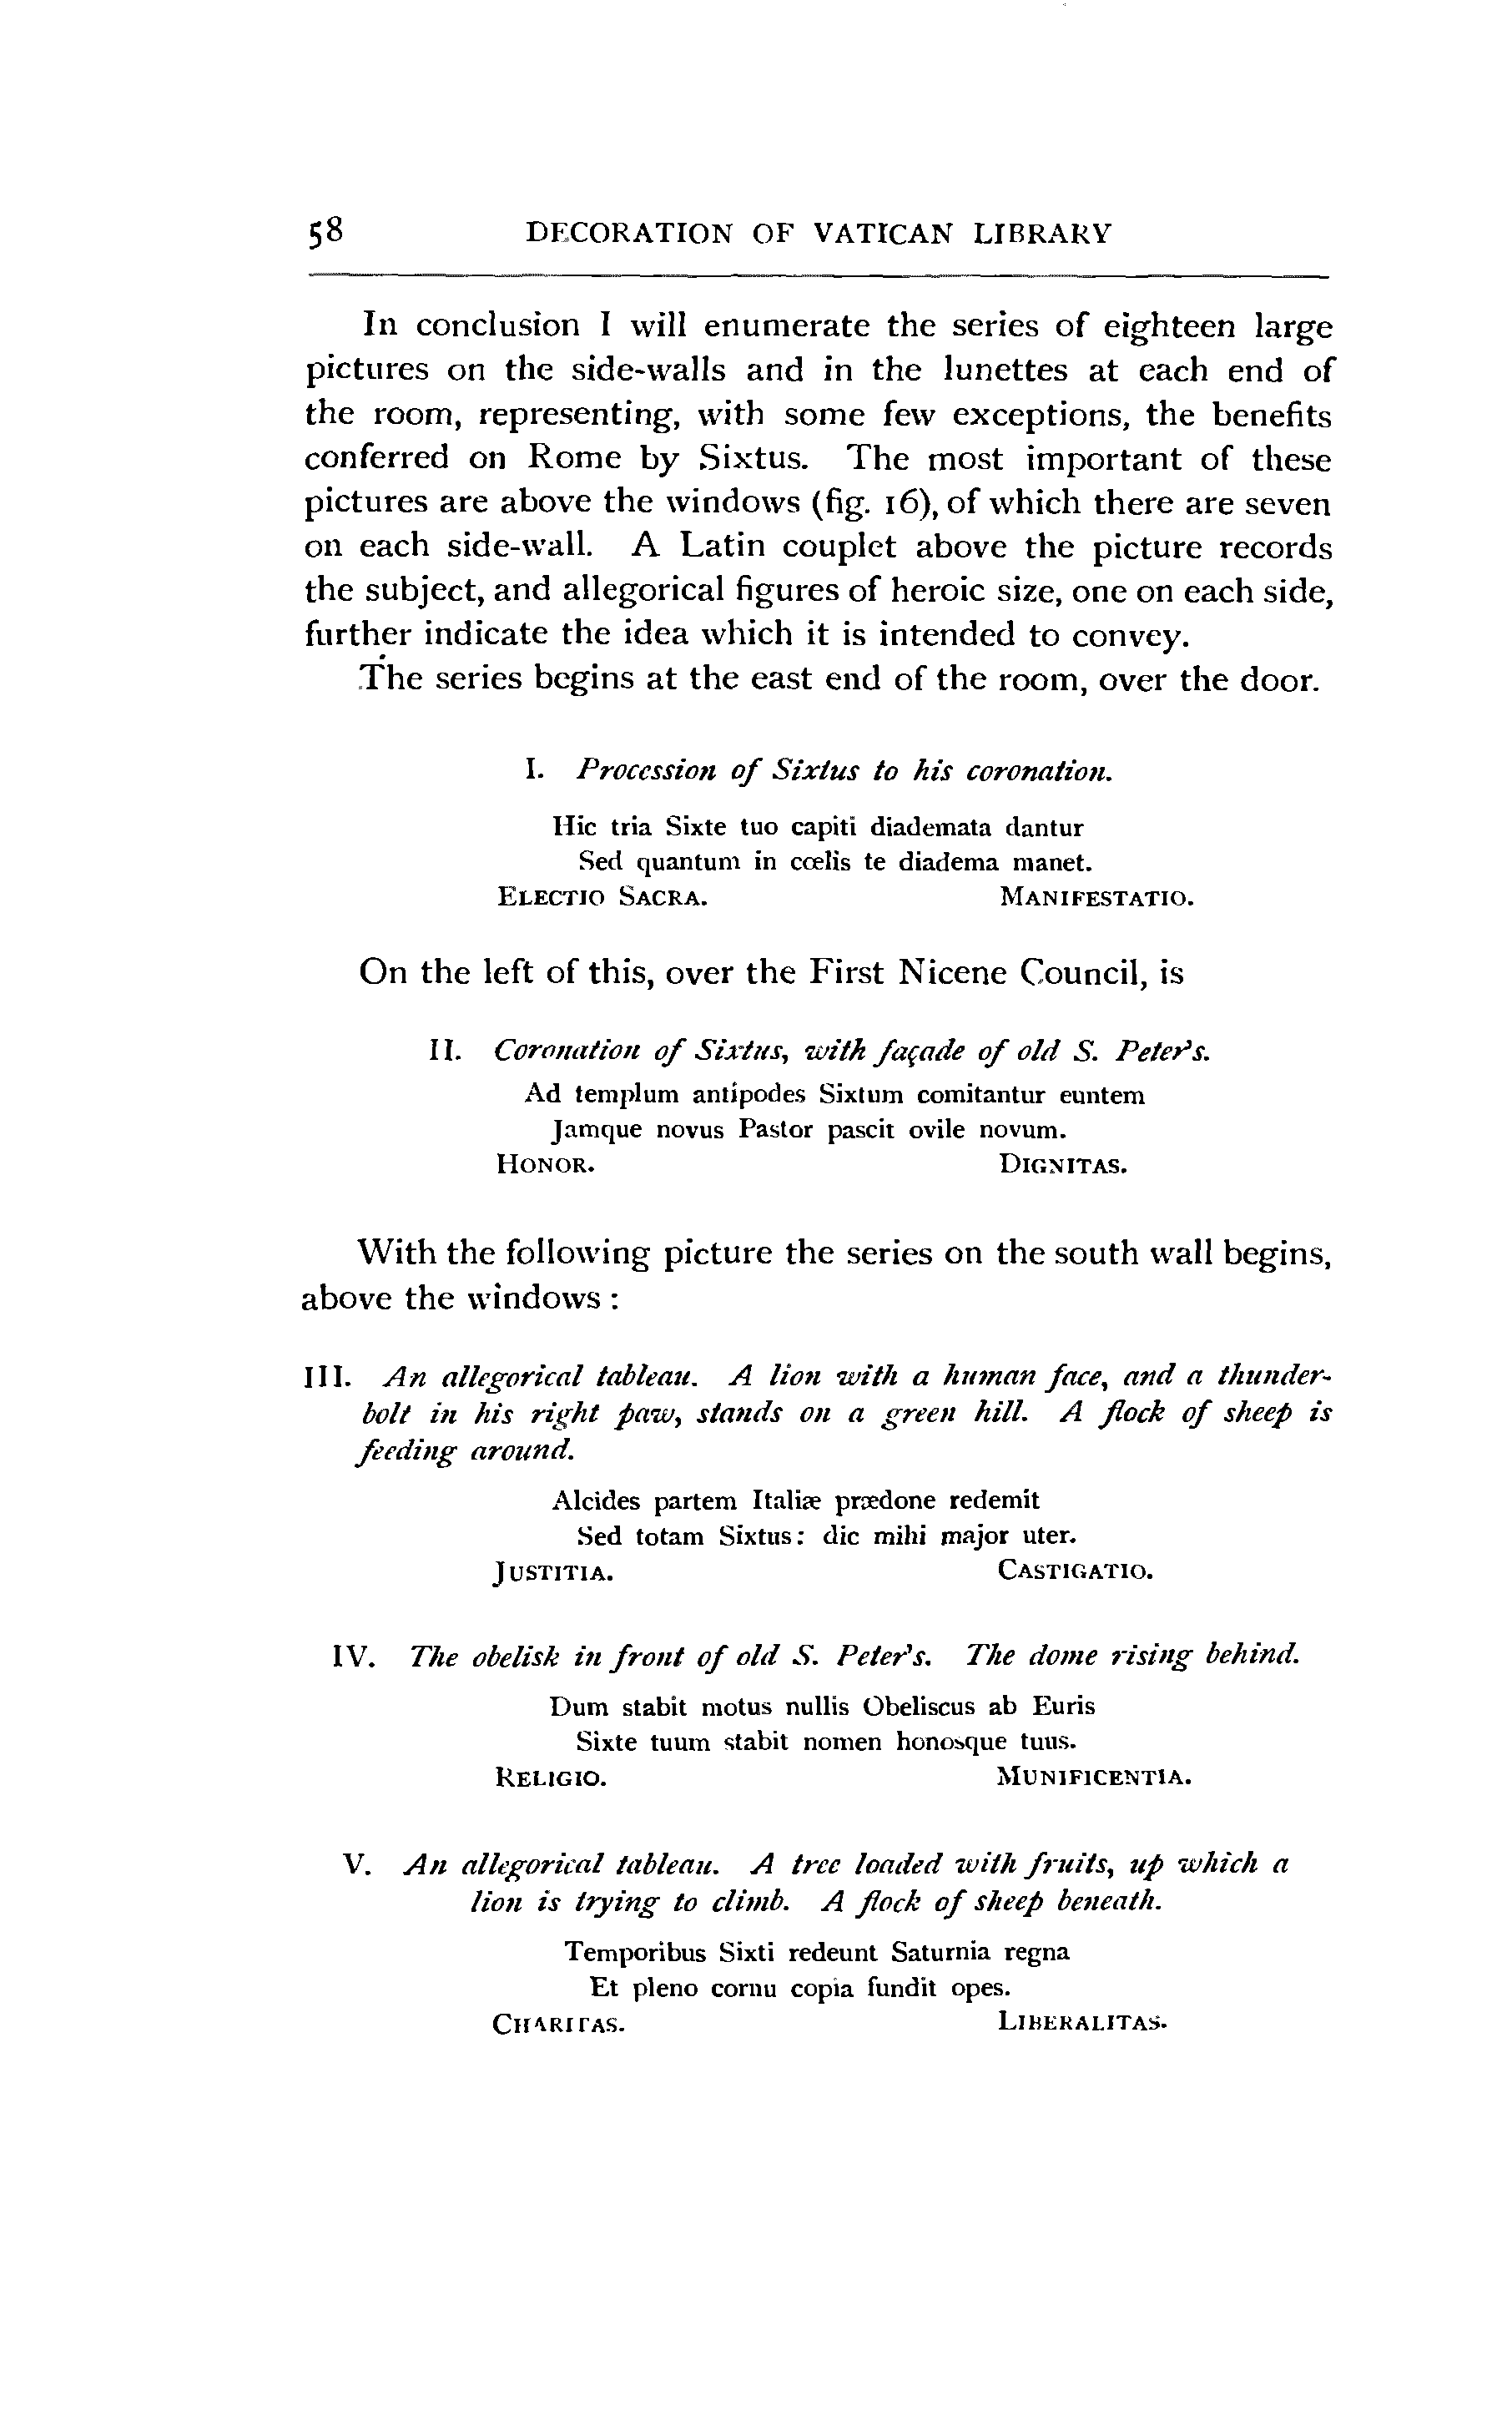 58 DECORATION OF VATICAN LIBRARY
In conclusion I will enumerate the series of eighteen large
pictures on the side-walls and in the lunettes at each end of
the room, representing, with some few exceptions, the benefits
conferred on Rome by Sixtus. The most important of these
pictures are above the windows (fig. 16), of which there are seven
on each side-wall. A Latin couplet above the picture records
the subject, and allegorical figures of heroic size, one on each side,
further indicate the idea which it is intended to convey.
The series begins at the east end of the room, over the door.
I. Procession of Sixtus to his coronation.
Hic tria Sixte tuo capiti diademata dantur
Sed quantum in cœlis te diadema manet.
ELECTIO SACRA. MANIFESTATIO.
On the left of this, over the First Nicene Council, is
II. Coronation of Sixtus, with façade of old S. Peter's.
Ad templum antipodes Sixtum comitantur euntem
Jamque novus Pastor pascit ovile novum.
HONOR. DIGNITAS.
With the following picture the series on the south wall begins,
above the windows :
III. An allegorical tableau. A lion with a human face, and a thunder-
bolt in his right paw, stands on a green hill. A flock of sheep is
feeding around.
Alcides partem Italiæ prædone redemit
Sed totam Sixtus: dic mihi major uter.
JUSTITIA. CASTIGATIO.
IV. The obelisk in front of old S. Peter's. The dome rising behind.
Dum stabit motus nullis Obeliscus ab Euris
Sixte tuum stabit nomen honosque tuus.
RELIGIO. MUNIFICENTIA.
V. An allegorical tableau. A tree loaded with fruits, up which a
lion is trying to climb. A flock of sheep beneath.
Temporibus Sixti redeunt Saturnia regna
Et pleno cornu copia fundit opes.
CHARITAS. LIBERALITAS.